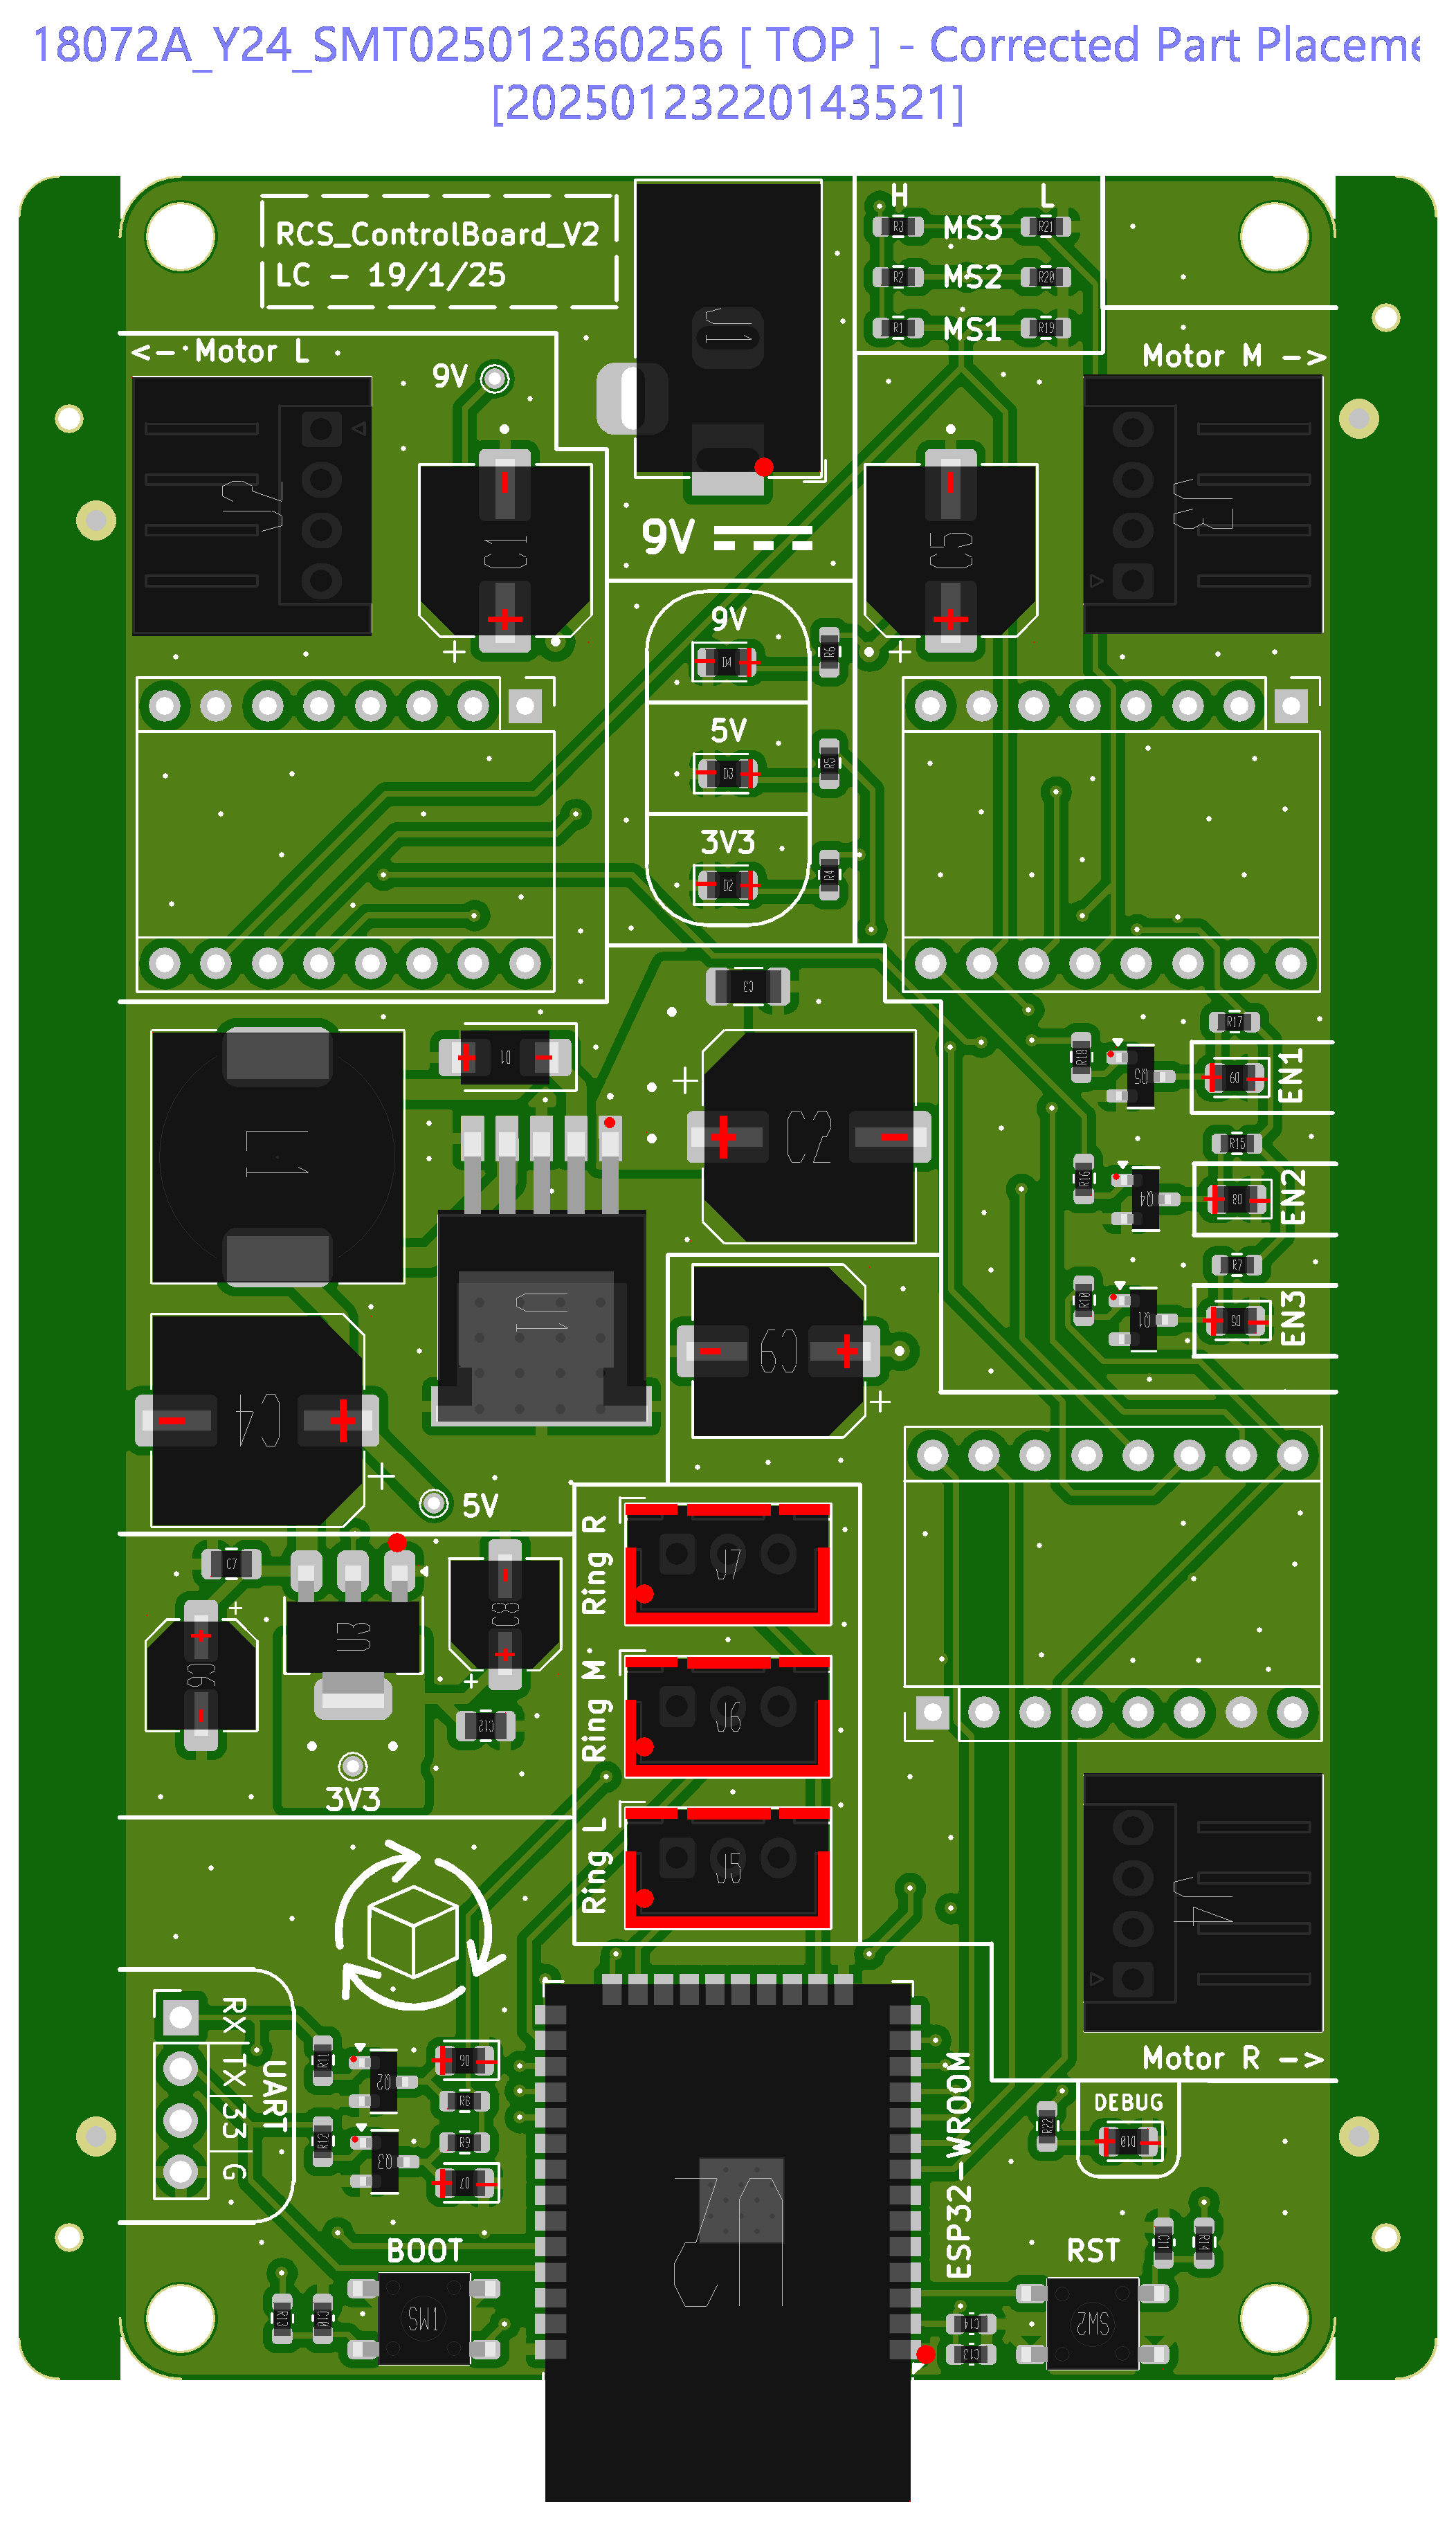 18072A_Y24_SMT025012360256 [ TOP ] - Corrected Part Placeme
[20250123220143521]
RCS_ControlBoard_V2
LC - 19/1/25
H L
R3 MS3 R21
R2 MS2 R20
R1 MS1 R19
J1
<- Motor L
Motor M ->
9V
J2
C1
9V
C5
J3
9V
D4
R6
5V
D3
R5
3V3
D2
R4
C3
D1
L1
C2
U1
C9
C4
5V
R17
R18
Q5
D9
EN1
R15
R16
Q4
D8
EN2
R7
R10
Q1
D5
EN3
C7
U3
C8
C6
C12
3V3
Ring R
J7
Ring M
J6
Ring L
J5
J4
Motor R ->
RX
TX
33
G
UART
R11
Q2
D6
R8
R12
Q3
R9
D7
U2
ESP32-WROOM
DEBUG
R22
D10
BOOT
R13
C10
SW1
RST
C11
R14
C14
C13
SW2